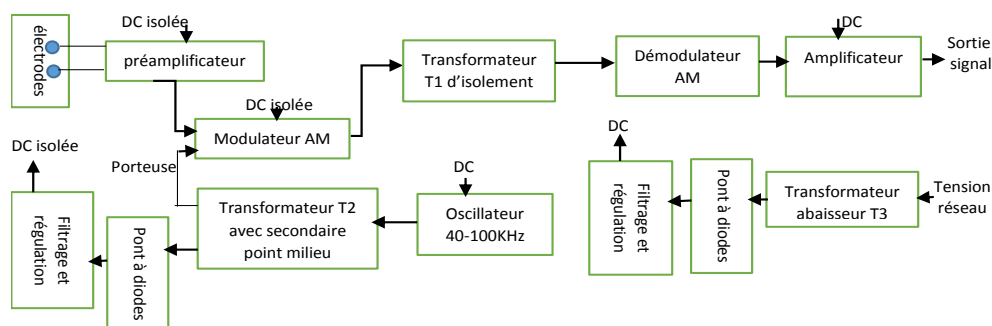 DC isolée
électrodes
préamplificateur
Transformateur
T1 d’isolement
Démodulateur
AM
DC
Amplificateur
Sortie
signal
DC isolée
Modulateur AM
Porteuse
DC isolée
Filtrage et
régulation
Pont à diodes
Transformateur T2
avec secondaire
point milieu
DC
Oscillateur
40-100KHz
DC
Filtrage et
régulation
Pont à diodes
Transformateur
abaisseur T3
Tension
réseau